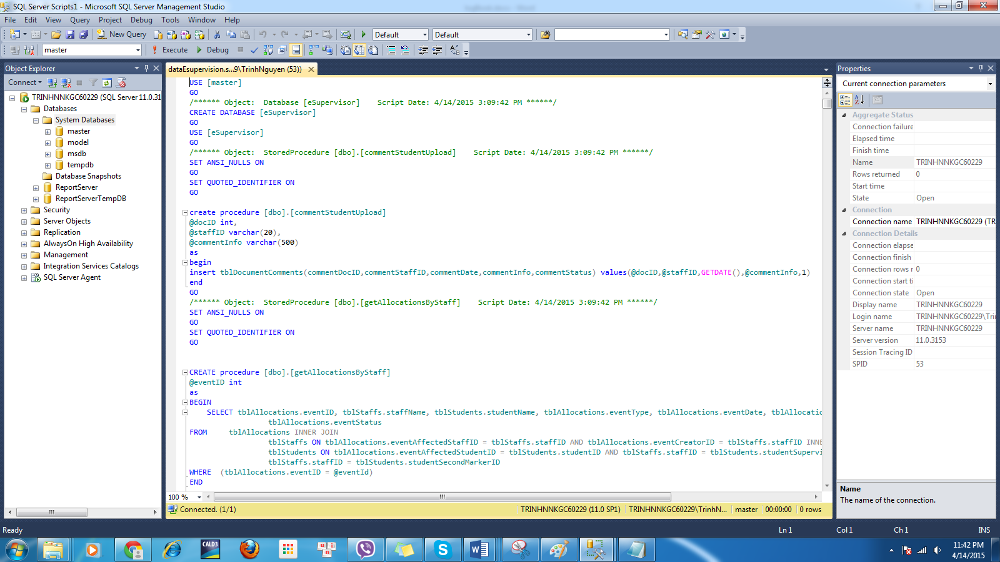 SQL Server Scripts1 - Microsoft SQL Server Management Studio
File Edit View Query Project Debug Tools Window Help
New Query Default Default
master Execute Debug
Object Explorer
Connect
TRINHNNKGC60229 (SQL Server 11.0.31
Databases
System Databases
master
model
msdb
tempdb
Database Snapshots
ReportServer
ReportServerTempDB
Security
Server Objects
Replication
AlwaysOn High Availability
Management
Integration Services Catalogs
SQL Server Agent
dataEsupervision.s...9\TrinhNguyen (53))
USE [master]
GO
/****** Object:  Database [eSupervisor]    Script Date: 4/14/2015 3:09:42 PM ******/
CREATE DATABASE [eSupervisor]
GO
USE [eSupervisor]
GO
/****** Object:  StoredProcedure [dbo].[commentStudentUpload]    Script Date: 4/14/2015 3:09:42 PM ******/
SET ANSI_NULLS ON
GO
SET QUOTED_IDENTIFIER ON
GO
create procedure [dbo].[commentStudentUpload]
@docID int,
@staffID varchar(20),
@commentInfo varchar(500)
as
begin
insert tblDocumentComments(commentDocID,commentStaffID,commentDate,commentInfo,commentStatus) values(@docID,@staffID,GETDATE(),@commentInfo,1)
end
GO
/****** Object:  StoredProcedure [dbo].[getAllocationsByStaff]    Script Date: 4/14/2015 3:09:42 PM ******/
SET ANSI_NULLS ON
GO
SET QUOTED_IDENTIFIER ON
GO
CREATE procedure [dbo].[getAllocationsByStaff]
@eventID int
as
BEGIN
SELECT tblAllocations.eventID, tblStaffs.staffName, tblStudents.studentName, tblAllocations.eventType, tblAllocations.eventDate, tblAllocatio
tblAllocations.eventStatus
FROM     tblAllocations INNER JOIN
tblStaffs ON tblAllocations.eventAffectedStaffID = tblStaffs.staffID AND tblAllocations.eventCreatorID = tblStaffs.staffID INNE
tblStudents ON tblAllocations.eventAffectedStudentID = tblStudents.studentID AND tblStaffs.staffID = tblStudents.studentSupervi
tblStaffs.staffID = tblStudents.studentSecondMarkerID
WHERE  (tblAllocations.eventID = @eventId)
END
100 %
Connected. (1/1) TRINHNNKGC60229 (11.0 SP1) TRINHNNKGC60229\TrinhN... master 00:00:00 0 rows
Properties
Current connection parameters
Aggregate Status
Connection failure
Elapsed time
Finish time
Name TRINHNNKGC60229
Rows returned 0
Start time
State Open
Connection
Connection name TRINHNNKGC60229 (TR
Connection Details
Connection elapse
Connection finish
Connection rows r 0
Connection start ti
Connection state Open
Display name TRINHNNKGC60229
Login name TRINHNNKGC60229\Tri
Server name TRINHNNKGC60229
Server version 11.0.3153
Session Tracing ID
SPID 53
Name
The name of the connection.
Ready Ln 1 Col 1 Ch 1 INS
CALD3
11:42 PM
4/14/2015